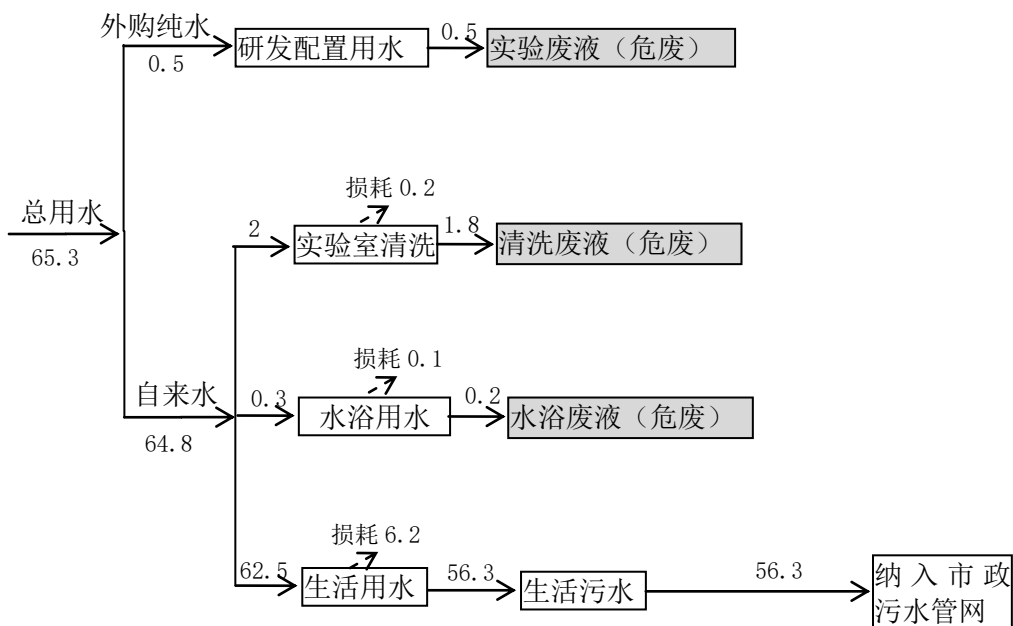 外购纯水
0.5
研发配置用水
0.5
实验废液（危废）
总用水
65.3
损耗 0.2
2
实验室清洗
1.8
清洗废液（危废）
自来水
64.8
损耗 0.1
0.3
水浴用水
0.2
水浴废液（危废）
损耗 6.2
62.5
生活用水
56.3
生活污水
56.3
纳入市政
污水管网